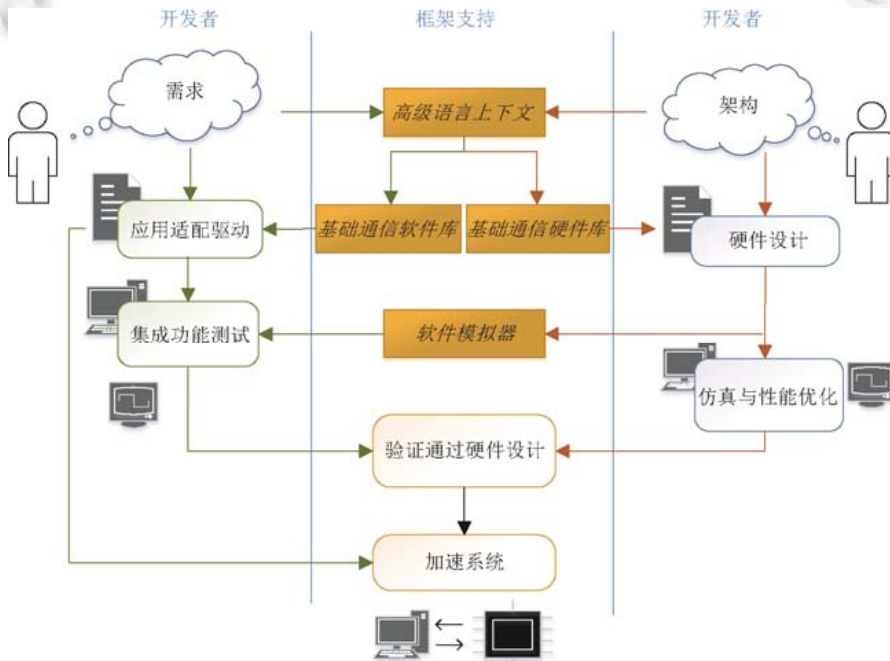 开发者
框架支持
开发者
需求
高级语言上下文
架构
应用适配驱动
基础通信软件库
基础通信硬件库
硬件设计
集成功能测试
软件模拟器
仿真与性能优化
验证通过硬件设计
加速系统